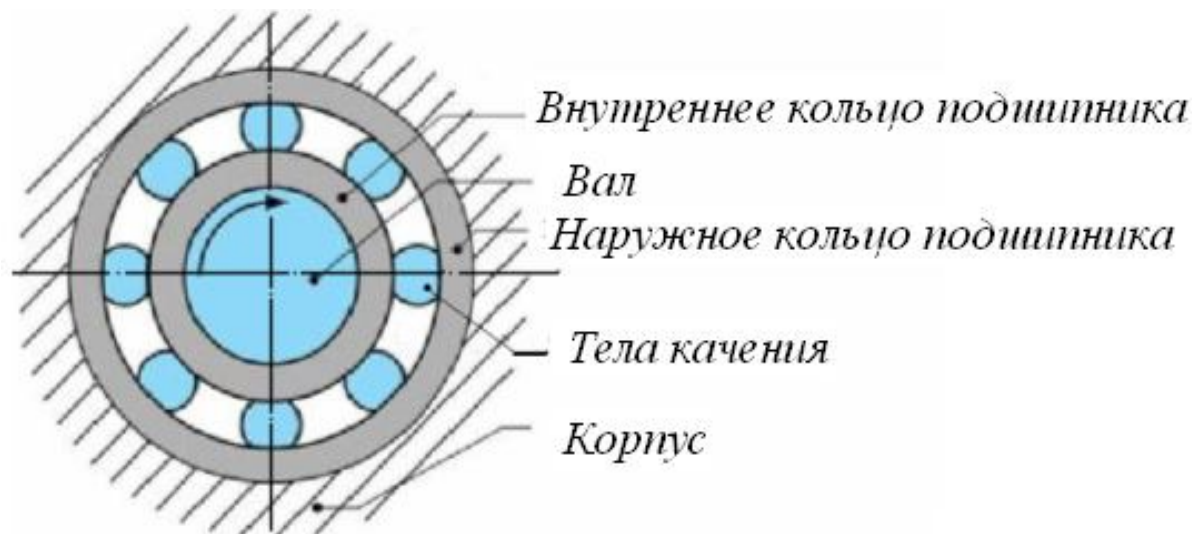 Внутреннее кольцо подшипника
Вал
Наружное кольцо подшипника
Тела качения
Корпус